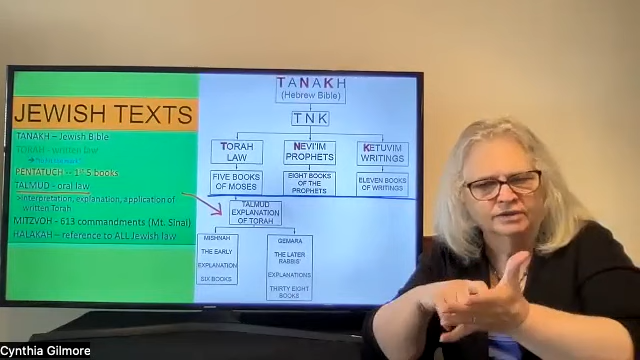 JEWISH TEXTS
TANAKH – Jewish Bible
TORAH - written law
PENTATUCH -- 1st 5 books
TALMUD - oral law
>Interpretation, explanation, application of
written Torah
MITZVOH - 613 commandments (Mt. Sinai)
HALAKAH – reference to ALL Jewish law
TANAKH
(Hebrew Bible)
TNK
TORAH
LAW
NEVI'IM
PROPHETS
KETUVIM
WRITINGS
FIVE BOOKS
OF MOSES
EIGHT BOOKS
OF THE
PROPHETS
ELEVEN BOOKS
OF WRITINGS
TALMUD
EXPLANATION
OF TORAH
MISHNAH
THE EARLY
EXPLANATION
SIX BOOKS
GEMARA
THE LATER
RABBIS'
EXPLANATIONS
THIRTY EIGHT
BOOKS
Cynthia Gilmore